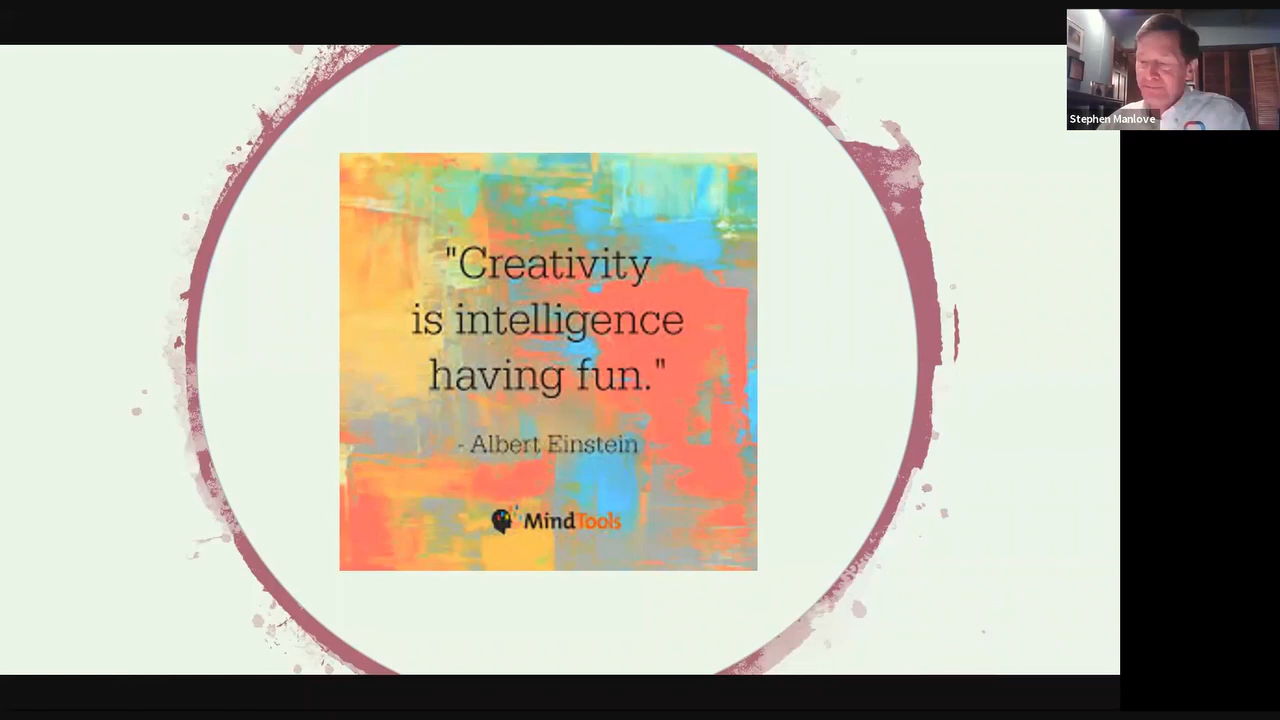 "Creativity
is intelligence
having fun."
- Albert Einstein
MindTools
Stephen Manlove